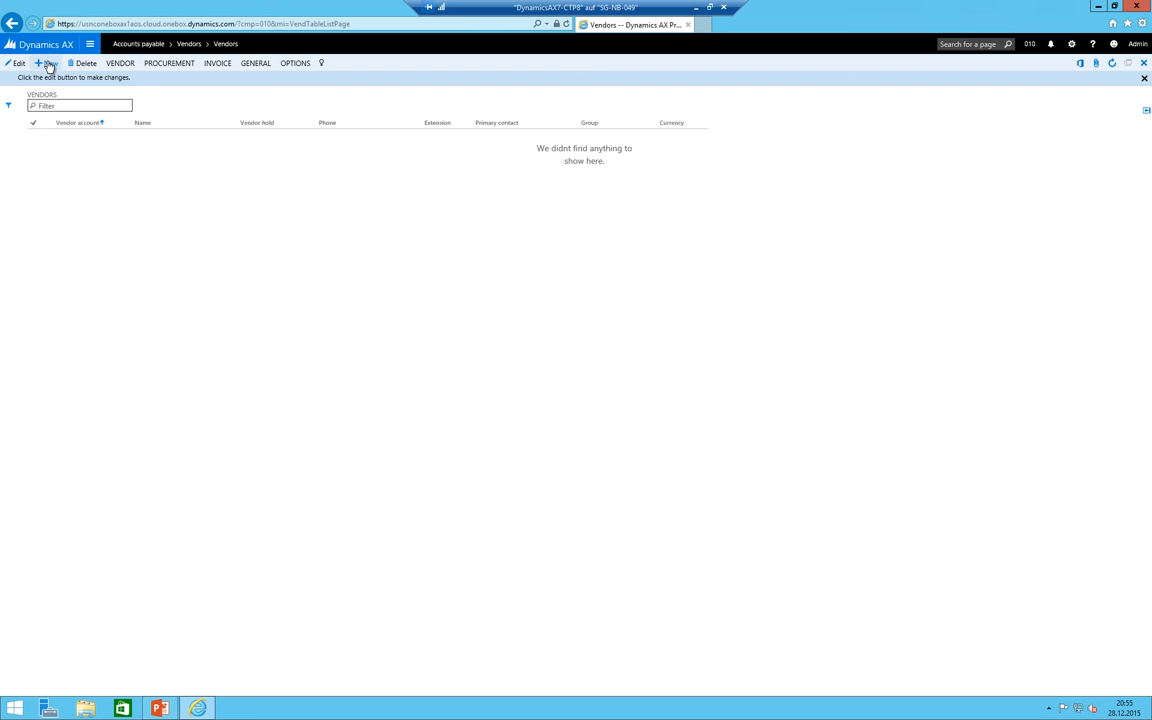 "DynamicsAX7-CTP8" auf "SG-NB-049"
https://usnconeboxax1aos.cloud.onebox.dynamics.com/?cmp=010&mi=VendTableListPage
Vendors -- Dynamics AX Pr...
Dynamics AX
Accounts payable > Vendors > Vendors
Search for a page
010
?
Admin
Edit
+ New
Delete
VENDOR
PROCUREMENT
INVOICE
GENERAL
OPTIONS
Click the edit button to make changes.
VENDORS
Filter
Vendor account
Name
Vendor hold
Phone
Extension
Primary contact
Group
Currency
We didnt find anything to
show here.
20:55
28.12.2015